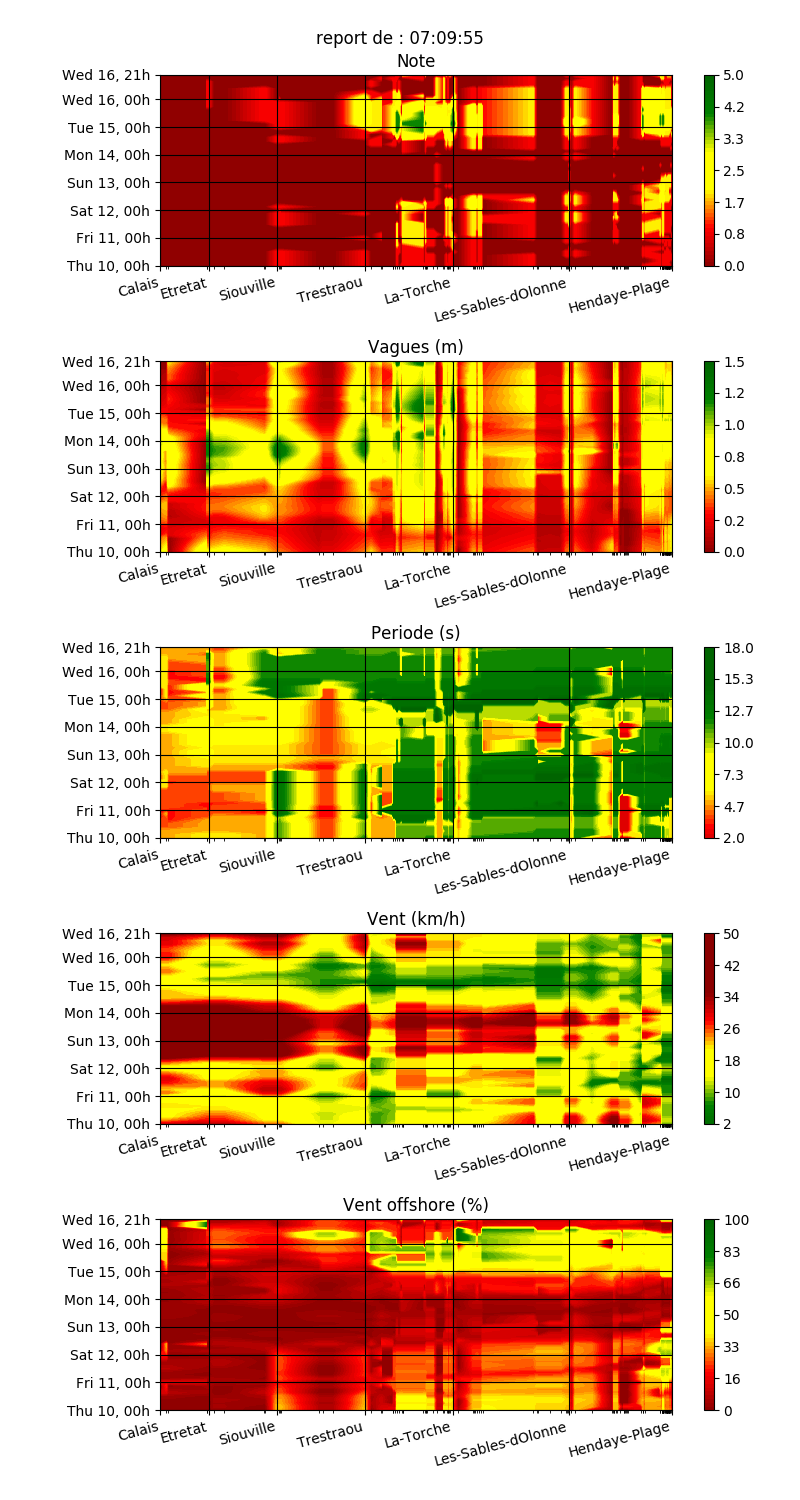 report de : 07:09:55
Note
Wed 16, 21h
Wed 16, 00h
Tue 15, 00h
Mon 14, 00h
Sun 13, 00h
Sat 12, 00h
Fri 11, 00h
Thu 10, 00h
Calais
Etretat
Siouville
Trestraou
La-Torche
Les-Sables-dOlonne
Hendaye-Plage
5.0
4.2
3.3
2.5
1.7
0.8
0.0
Vagues (m)
Wed 16, 21h
Wed 16, 00h
Tue 15, 00h
Mon 14, 00h
Sun 13, 00h
Sat 12, 00h
Fri 11, 00h
Thu 10, 00h
Calais
Etretat
Siouville
Trestraou
La-Torche
Les-Sables-dOlonne
Hendaye-Plage
1.5
1.2
1.0
0.8
0.5
0.2
0.0
Periode (s)
Wed 16, 21h
Wed 16, 00h
Tue 15, 00h
Mon 14, 00h
Sun 13, 00h
Sat 12, 00h
Fri 11, 00h
Thu 10, 00h
Calais
Etretat
Siouville
Trestraou
La-Torche
Les-Sables-dOlonne
Hendaye-Plage
18.0
15.3
12.7
10.0
7.3
4.7
2.0
Vent (km/h)
Wed 16, 21h
Wed 16, 00h
Tue 15, 00h
Mon 14, 00h
Sun 13, 00h
Sat 12, 00h
Fri 11, 00h
Thu 10, 00h
Calais
Etretat
Siouville
Trestraou
La-Torche
Les-Sables-dOlonne
Hendaye-Plage
50
42
34
26
18
10
2
Vent offshore (%)
Wed 16, 21h
Wed 16, 00h
Tue 15, 00h
Mon 14, 00h
Sun 13, 00h
Sat 12, 00h
Fri 11, 00h
Thu 10, 00h
Calais
Etretat
Siouville
Trestraou
La-Torche
Les-Sables-dOlonne
Hendaye-Plage
100
83
66
50
33
16
0